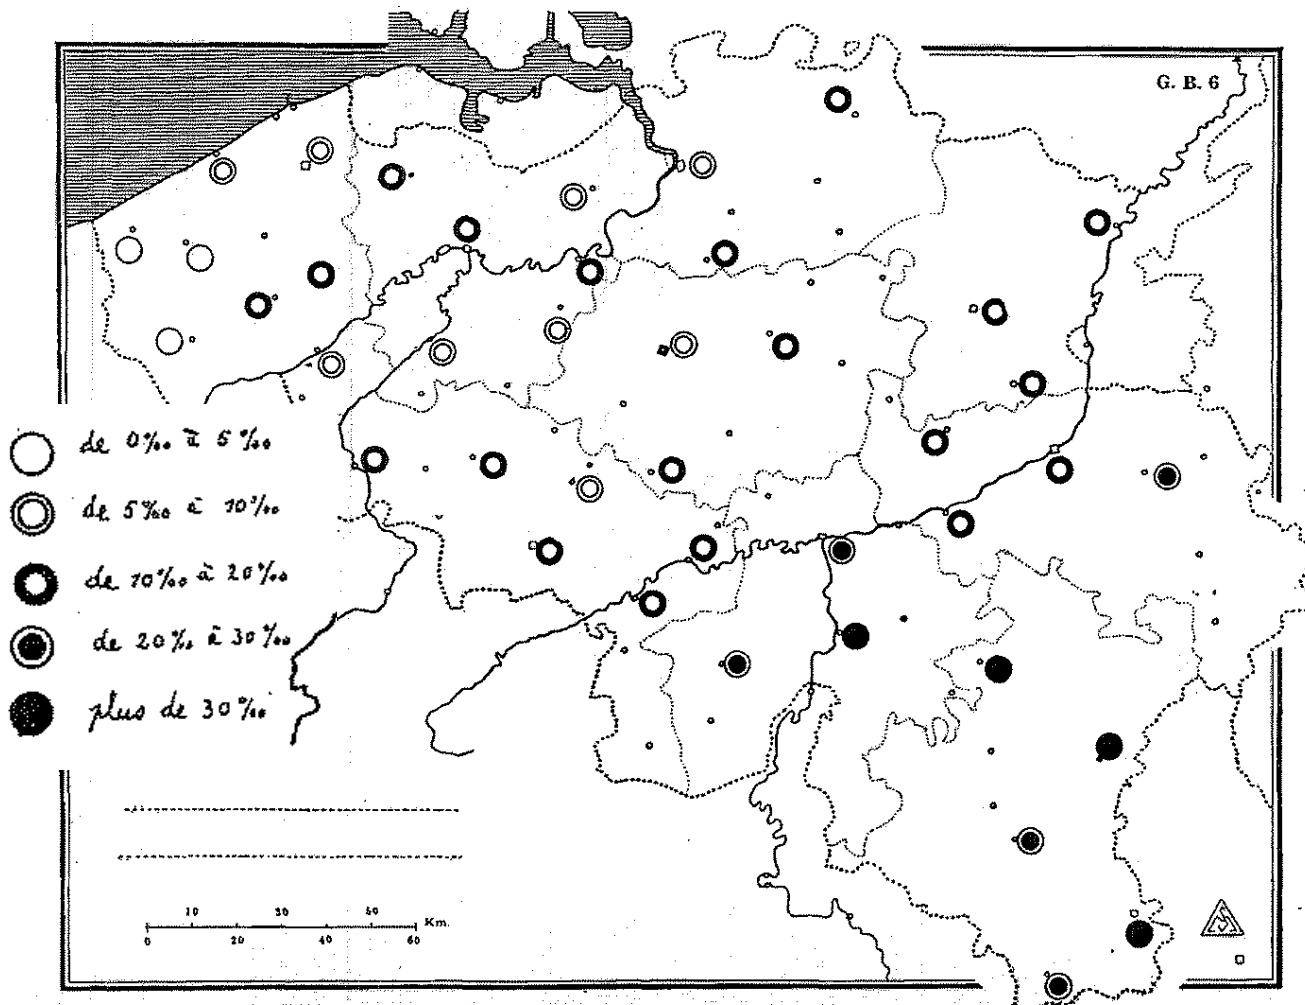 G. B. 6
de 0‰ à 5‰
de 5‰ à 10‰
de 10‰ à 20‰
de 20‰ à 30‰
plus de 30‰
10 30 50 Km.
0 20 40 60